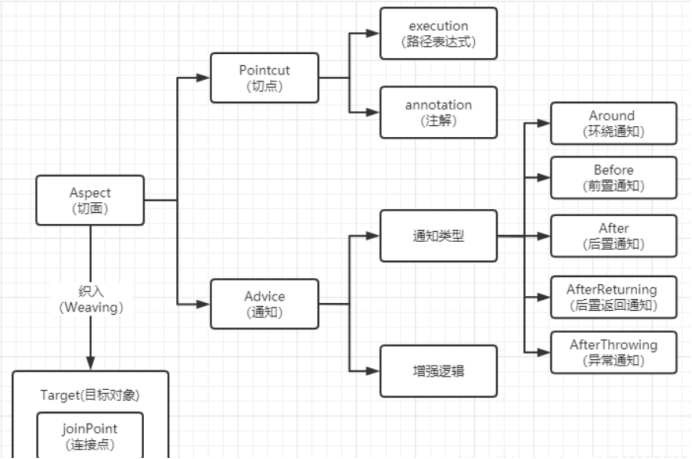 execution
(路径表达式)
Pointcut
(切点)
annotation
(注解)
Around
(环绕通知)
Before
(前置通知)
Aspect
(切面)
通知类型
After
(后置通知)
织入
(Weaving)
Advice
(通知)
AfterReturning
(后置返回通知)
AfterThrowing
(异常通知)
增强逻辑
Target(目标对象)
joinPoint
(连接点)